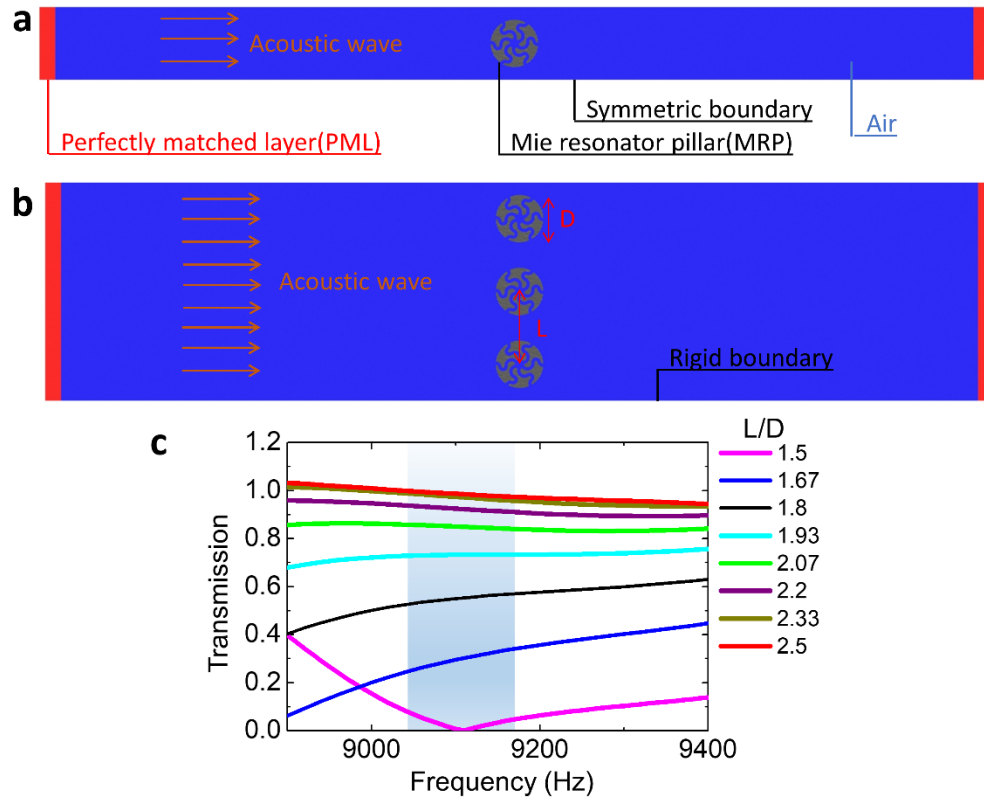 a
Acoustic wave
Symmetric boundary
Air
Perfectly matched layer(PML)
Mie resonator pillar(MRP)
b
D
Acoustic wave
L
Rigid boundary
c
L/D
1.2
1.0
0.8
0.6
0.4
0.2
0.0
Transmission
9000
9200
9400
Frequency (Hz)
1.5
1.67
1.8
1.93
2.07
2.2
2.33
2.5